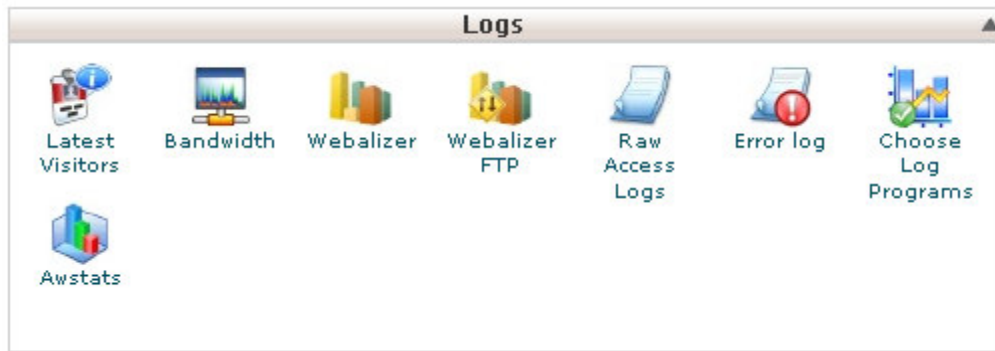 Logs
Latest
Visitors
Bandwidth
Webalizer
Webalizer
FTP
Raw
Access
Logs
Error log
Choose
Log
Programs
Awstats